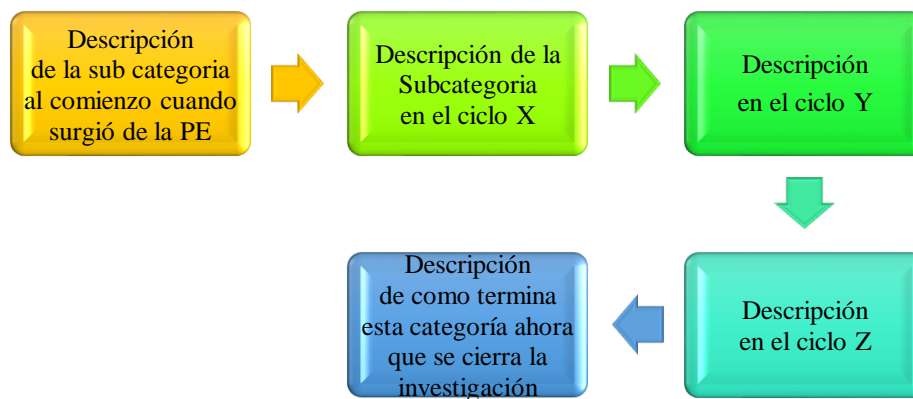 Descripción
de la sub categoria
al comienzo cuando
surgió de la PE
Descripción de la
Subcategoria
en el ciclo X
Descripción
en el ciclo Y
Descripción
en el ciclo Z
Descripción
de como termina
esta categoría ahora
que se cierra la
investigación